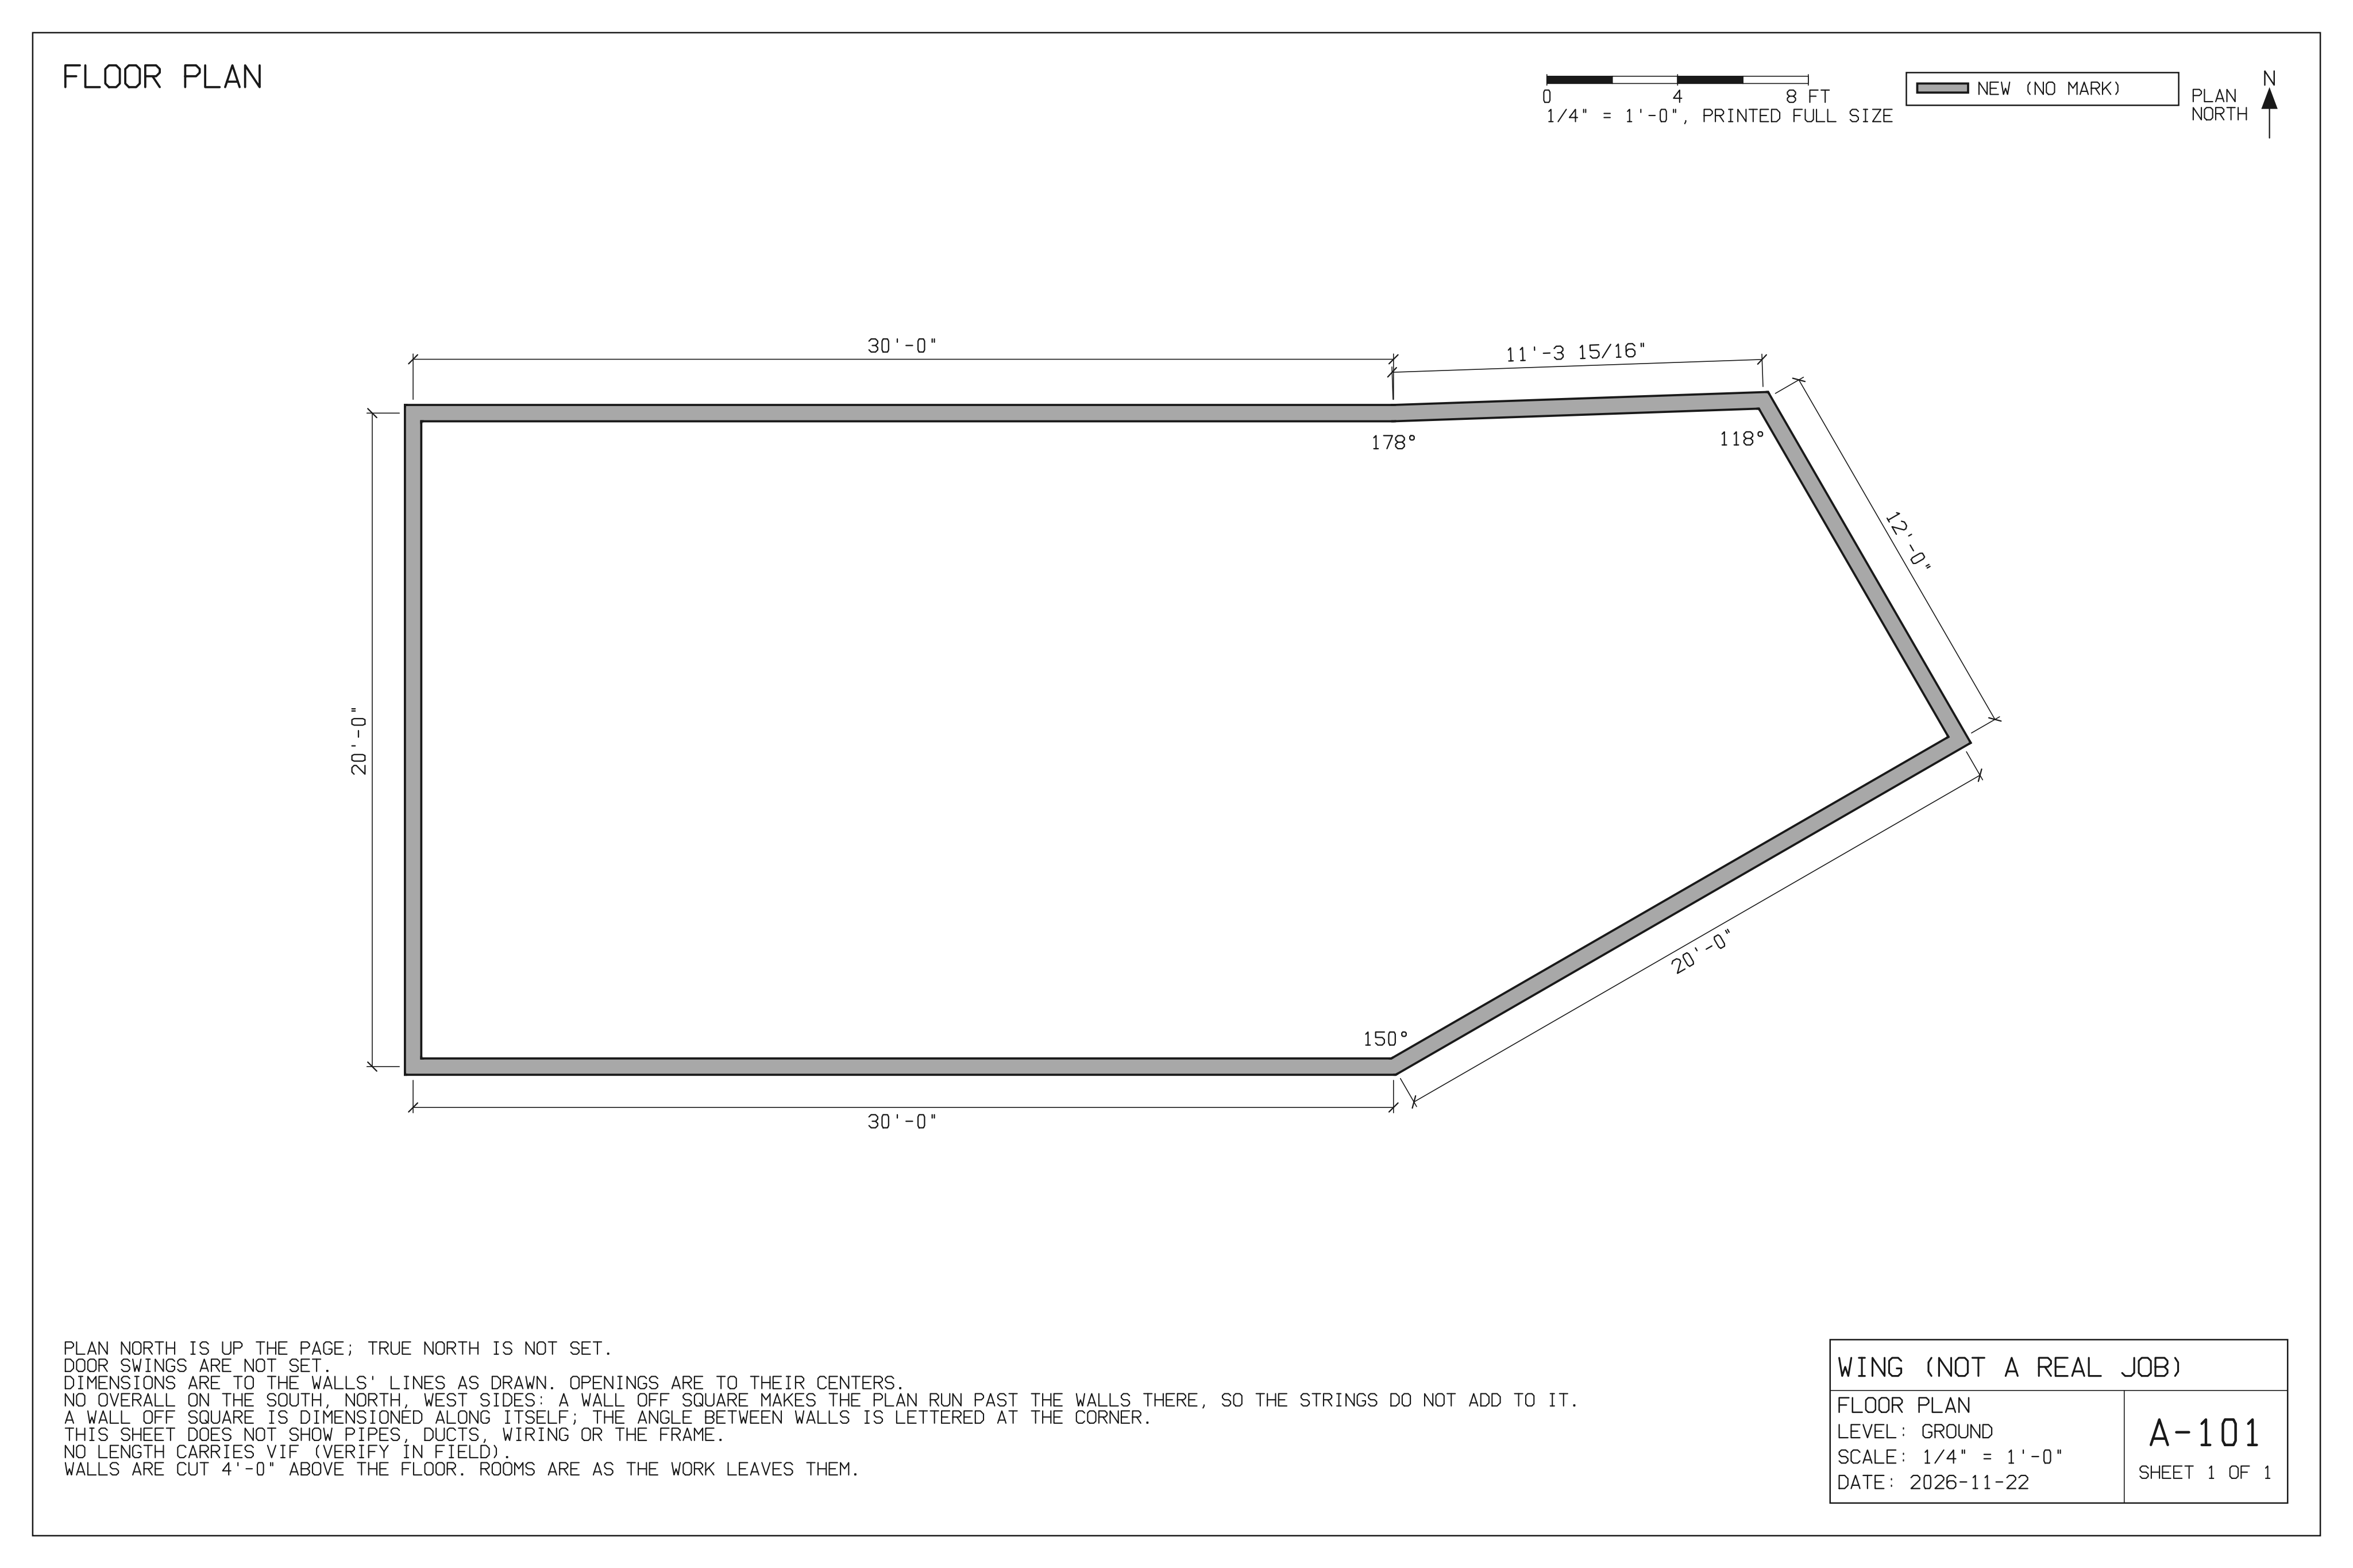 FLOOR PLAN
0 4 8 FT
1/4" = 1'-0", PRINTED FULL SIZE
NEW (NO MARK)
PLAN
NORTH
N
30'-0"
11'-3 15/16"
178°
118°
12'-0"
20'-0"
20'-0"
150°
30'-0"
PLAN NORTH IS UP THE PAGE; TRUE NORTH IS NOT SET.
DOOR SWINGS ARE NOT SET.
DIMENSIONS ARE TO THE WALLS' LINES AS DRAWN. OPENINGS ARE TO THEIR CENTERS.
NO OVERALL ON THE SOUTH, NORTH, WEST SIDES: A WALL OFF SQUARE MAKES THE PLAN RUN PAST THE WALLS THERE, SO THE STRINGS DO NOT ADD TO IT.
A WALL OFF SQUARE IS DIMENSIONED ALONG ITSELF; THE ANGLE BETWEEN WALLS IS LETTERED AT THE CORNER.
THIS SHEET DOES NOT SHOW PIPES, DUCTS, WIRING OR THE FRAME.
NO LENGTH CARRIES VIF (VERIFY IN FIELD).
WALLS ARE CUT 4'-0" ABOVE THE FLOOR. ROOMS ARE AS THE WORK LEAVES THEM.
WING (NOT A REAL JOB)
FLOOR PLAN
LEVEL: GROUND
SCALE: 1/4" = 1'-0"
DATE: 2026-11-22
A-101
SHEET 1 OF 1